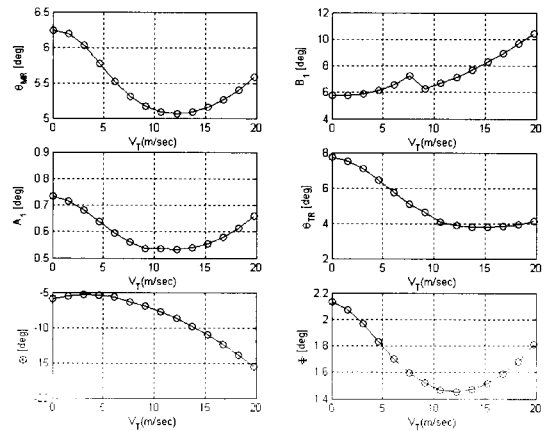 6.5
6
5.5
5
θMR [deg]
0 5 10 15 20
VT(m/sec)
12
10
8
6
4
B1 [deg]
0 5 10 15 20
VT(m/sec)
0.9
0.8
0.7
0.6
0.5
A1 [deg]
0 5 10 15 20
VT(m/sec)
8
6
4
2
θTR [deg]
0 5 10 15 20
VT(m/sec)
-5
-10
-15
Θ [deg]
0 5 10 15 20
VT(m/sec)
2.2
2
1.8
1.6
1.4
[deg]
0 5 10 15 20
VT(m/sec)